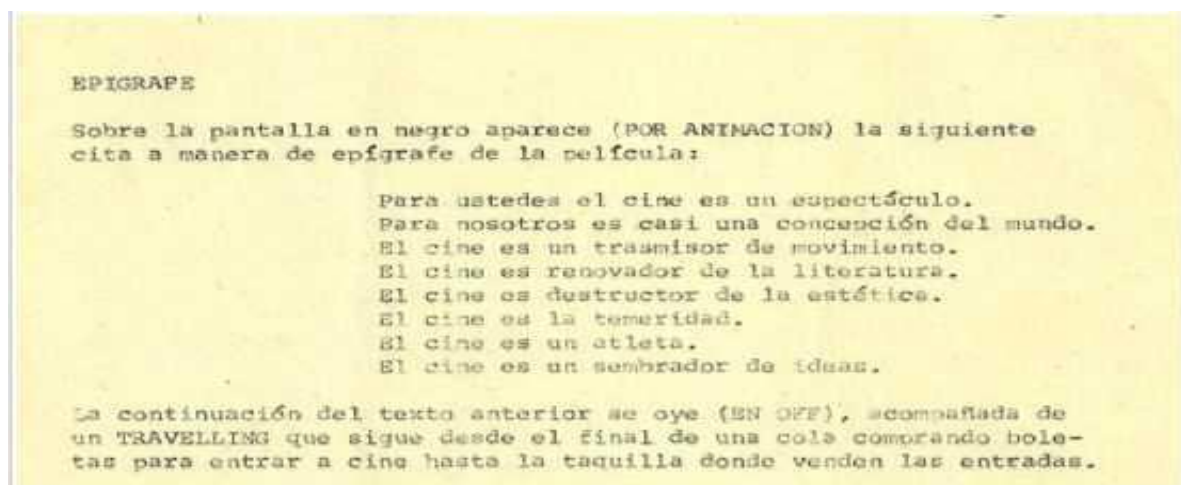 EPIGRAFE
Sobre la pantalla en negro aparece (POR ANIMACION) la siguiente
cita a manera de epígrafe de la película:
Para ustedes el cine es un espectáculo.
Para nosotros es casi una concepción del mundo.
El cine es un trasmisor de movimiento.
El cine es renovador de la literatura.
El cine es destructor de la estética.
El cine es la temeridad.
El cine es un atleta.
El cine es un sembrador de ideas.
La continuación del texto anterior se oye (EN OFF), acompañada de
un TRAVELLING que sigue desde el final de una cola comprando bole-
tas para entrar a cine hasta la taquilla donde venden las entradas.